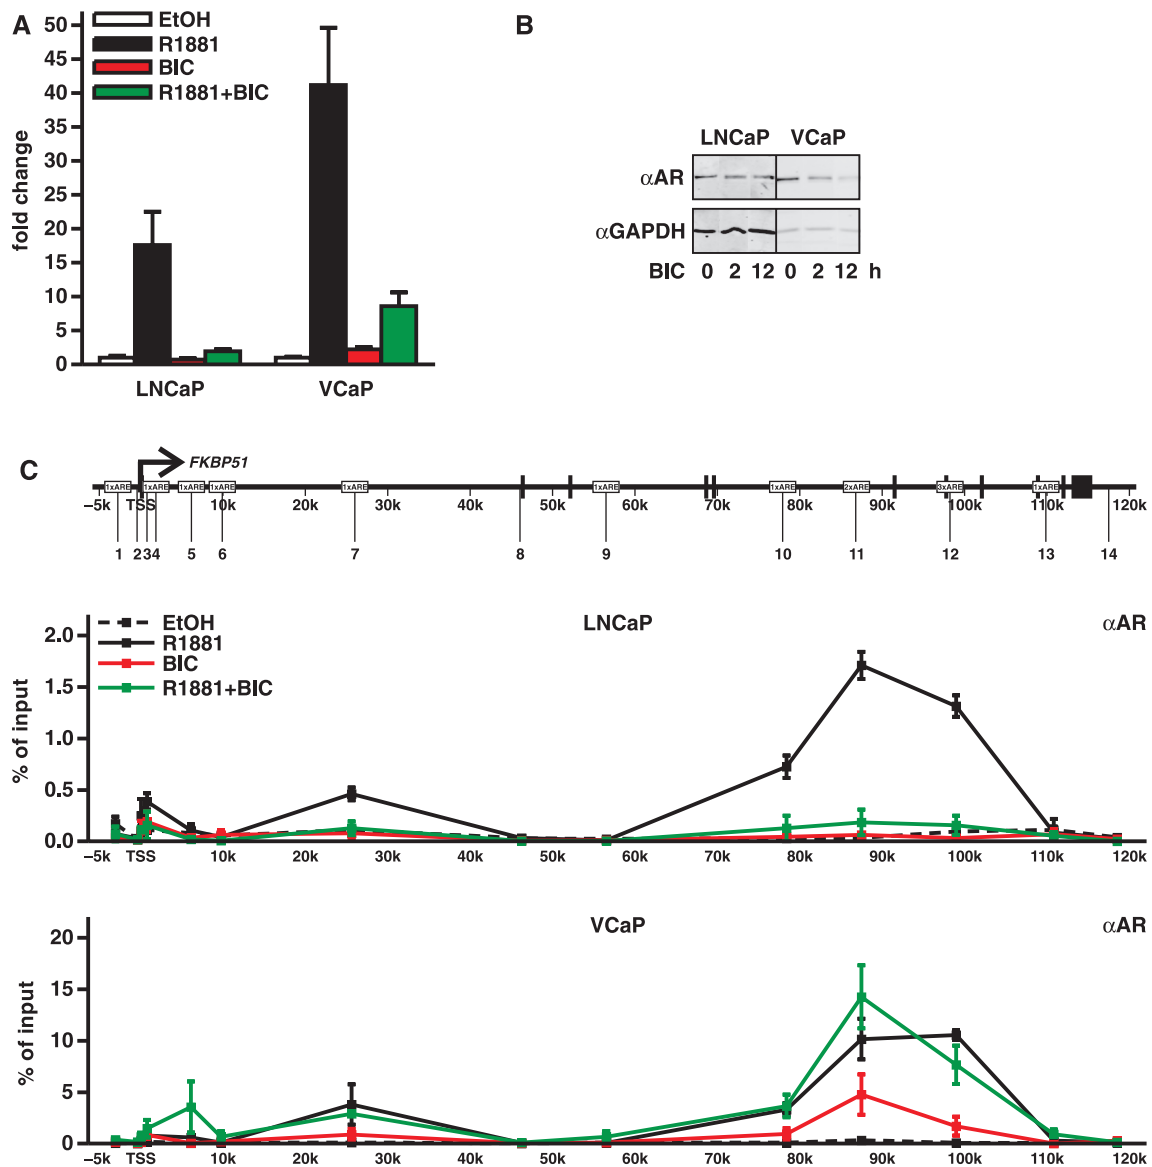 A
EtOH
R1881
BIC
R1881+BIC
fold change
50
45
40
35
30
25
20
15
10
5
0
LNCaP VCaP
B
LNCaP VCaP
αAR
αGAPDH
BIC 0 2 12 0 2 12 h
C
FKBP51
1xARE 1xARE 1xARE 1xARE 1xARE 1xARE 1xARE 2xARE 3xARE 1xARE
–5k TSS 10k 20k 30k 40k 50k 60k 70k 80k 90k 100k 110k 120k
1 2 3 4 5 6 7 8 9 10 11 12 13 14
EtOH
R1881
BIC
R1881+BIC
LNCaP
αAR
% of input
2.0
1.5
1.0
0.5
0.0
–5k TSS 10k 20k 30k 40k 50k 60k 70k 80k 90k 100k 110k 120k
VCaP
αAR
% of input
20
15
10
5
0
–5k TSS 10k 20k 30k 40k 50k 60k 70k 80k 90k 100k 110k 120k